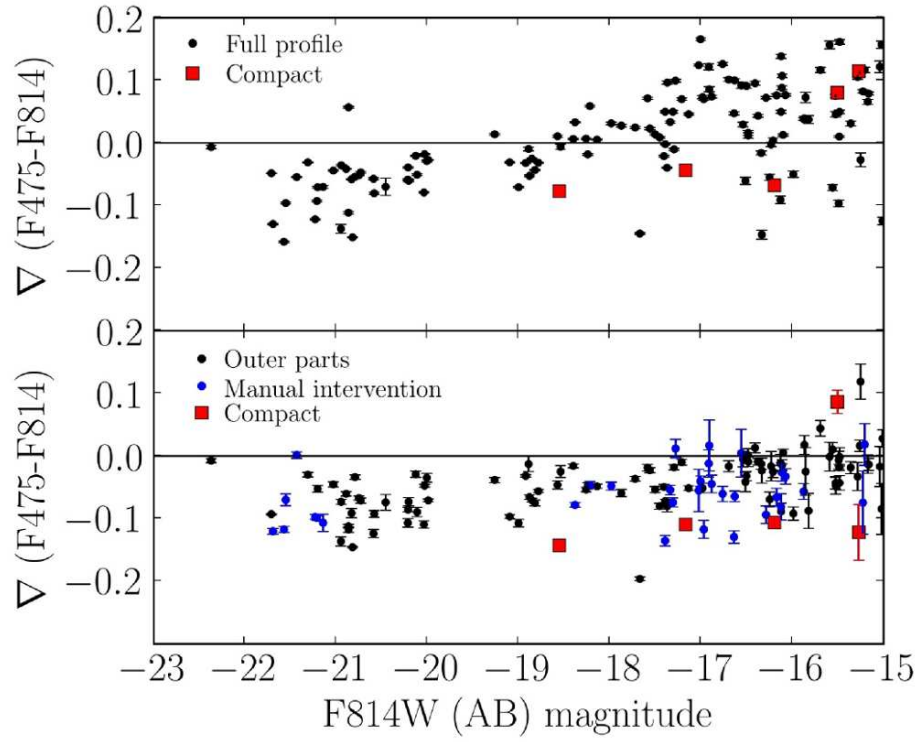 0.2
Full profile
Compact
0.1
0.0
−0.1
−0.2
∇ (F475-F814)
0.2
Outer parts
Manual intervention
Compact
0.1
0.0
−0.1
−0.2
∇ (F475-F814)
−23 −22 −21 −20 −19 −18 −17 −16 −15
F814W (AB) magnitude